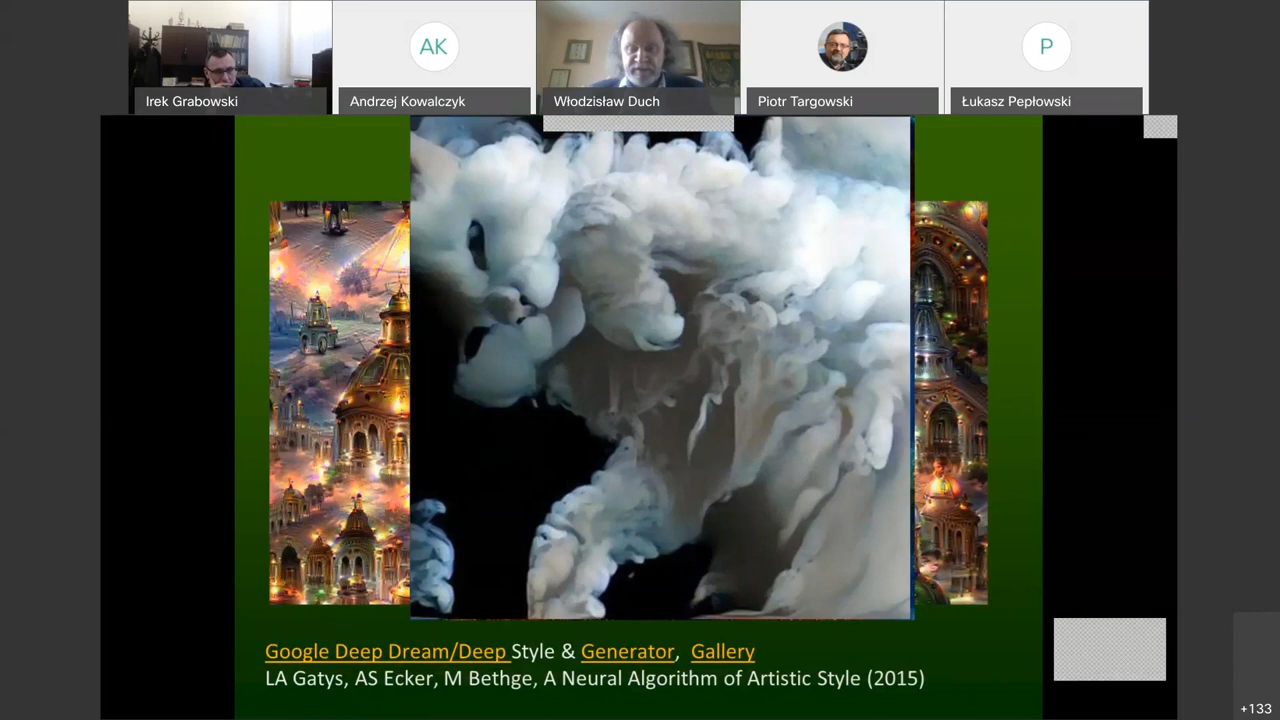 AK
P
Irek Grabowski
Andrzej Kowalczyk
Włodzisław Duch
Piotr Targowski
Łukasz Pepłowski
Google Deep Dream/Deep Style & Generator, Gallery
LA Gatys, AS Ecker, M Bethge, A Neural Algorithm of Artistic Style (2015)
+133